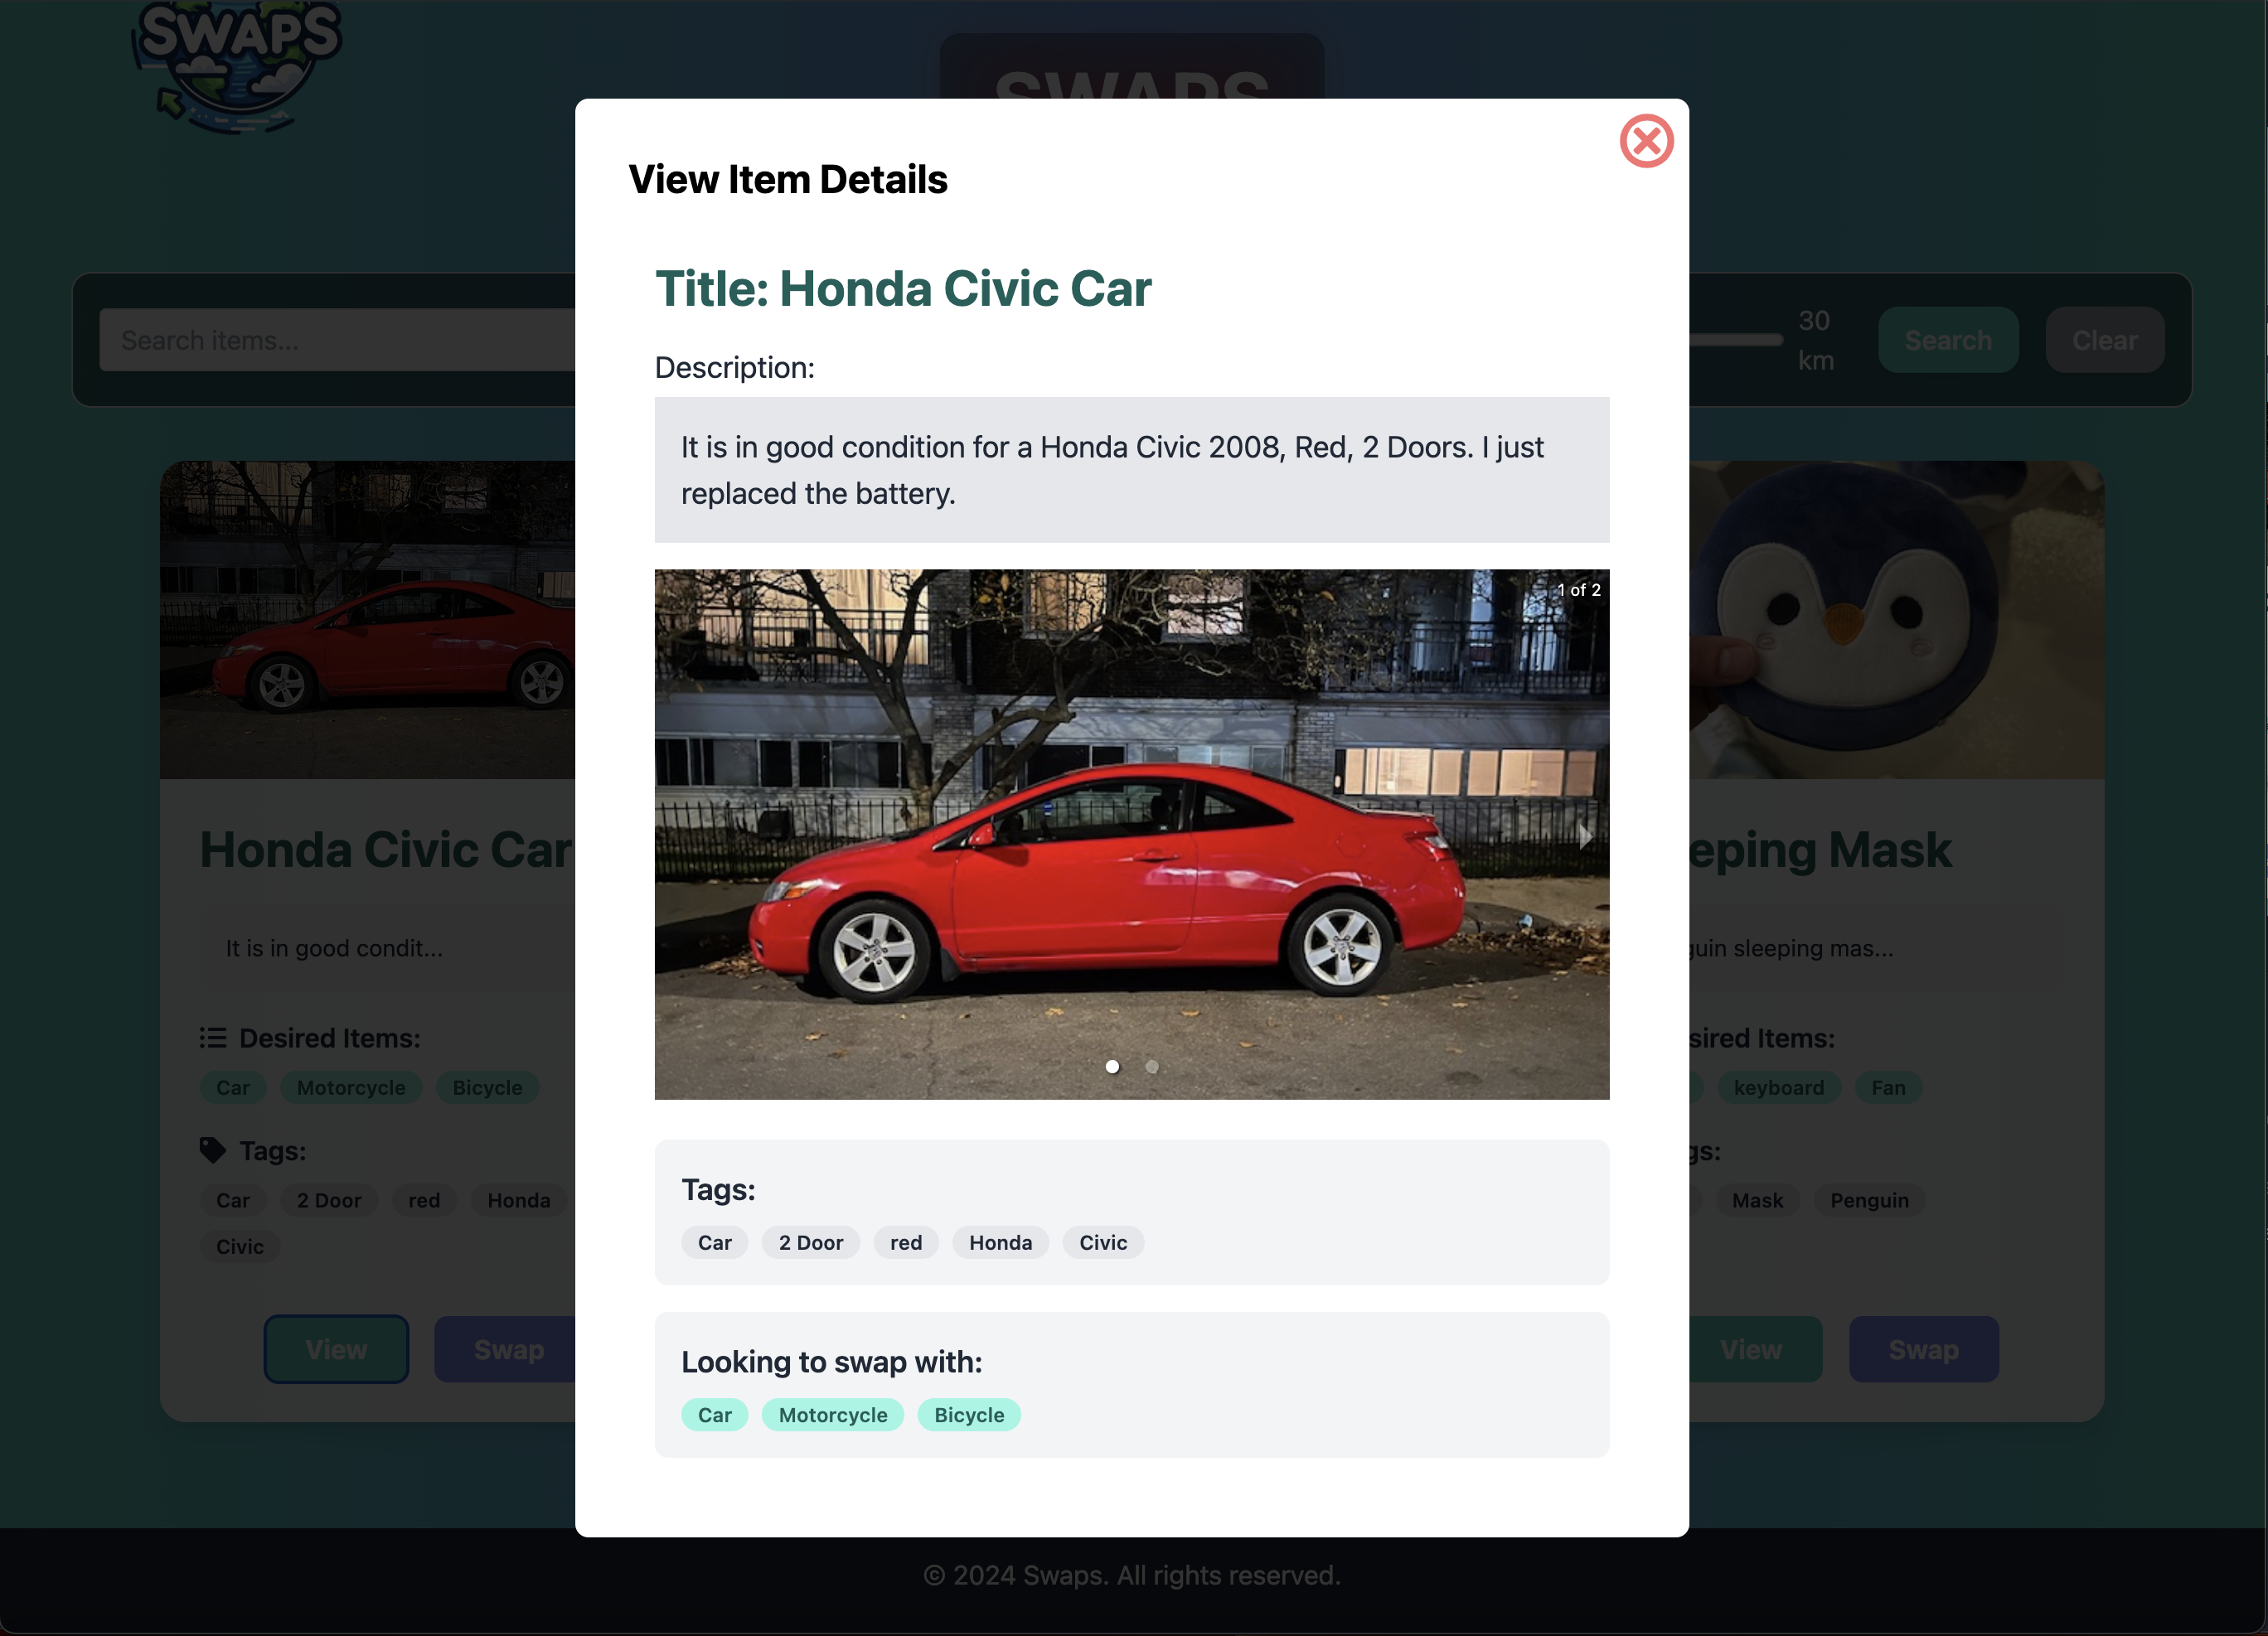 SWAPS
SWAPS
View Item Details
Title: Honda Civic Car
Description:
It is in good condition for a Honda Civic 2008, Red, 2 Doors. I just
replaced the battery.
1 of 2
Tags:
Car 2 Door red Honda Civic
Looking to swap with:
Car Motorcycle Bicycle
Search items...
30
km
Search Clear
Honda Civic Car
It is in good condit...
Desired Items:
Car Motorcycle Bicycle
Tags:
Car 2 Door red Honda
Civic
View Swap
eping Mask
guin sleeping mas...
sired Items:
keyboard Fan
gs:
Mask Penguin
View Swap
© 2024 Swaps. All rights reserved.